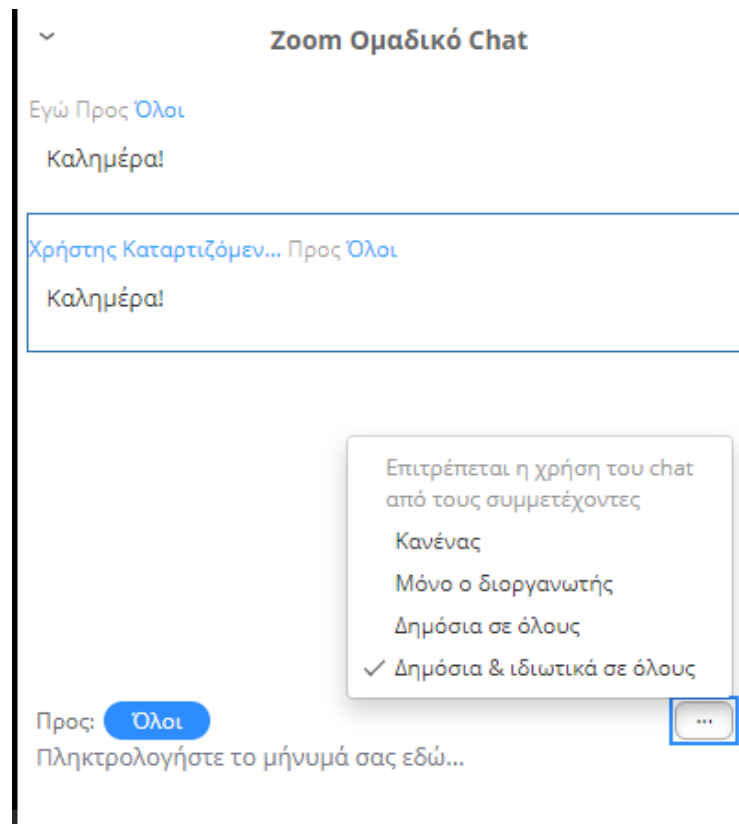 Zoom Ομαδικό Chat
Εγώ Προς Όλοι
Καλημέρα!
Χρήστης Καταρτιζόμεν... Προς Όλοι
Καλημέρα!
Επιτρέπεται η χρήση του chat
από τους συμμετέχοντες
Κανένας
Μόνο ο διοργανωτής
Δημόσια σε όλους
Δημόσια & ιδιωτικά σε όλους
Προς: Όλοι
...
Πληκτρολογήστε το μήνυμά σας εδώ...